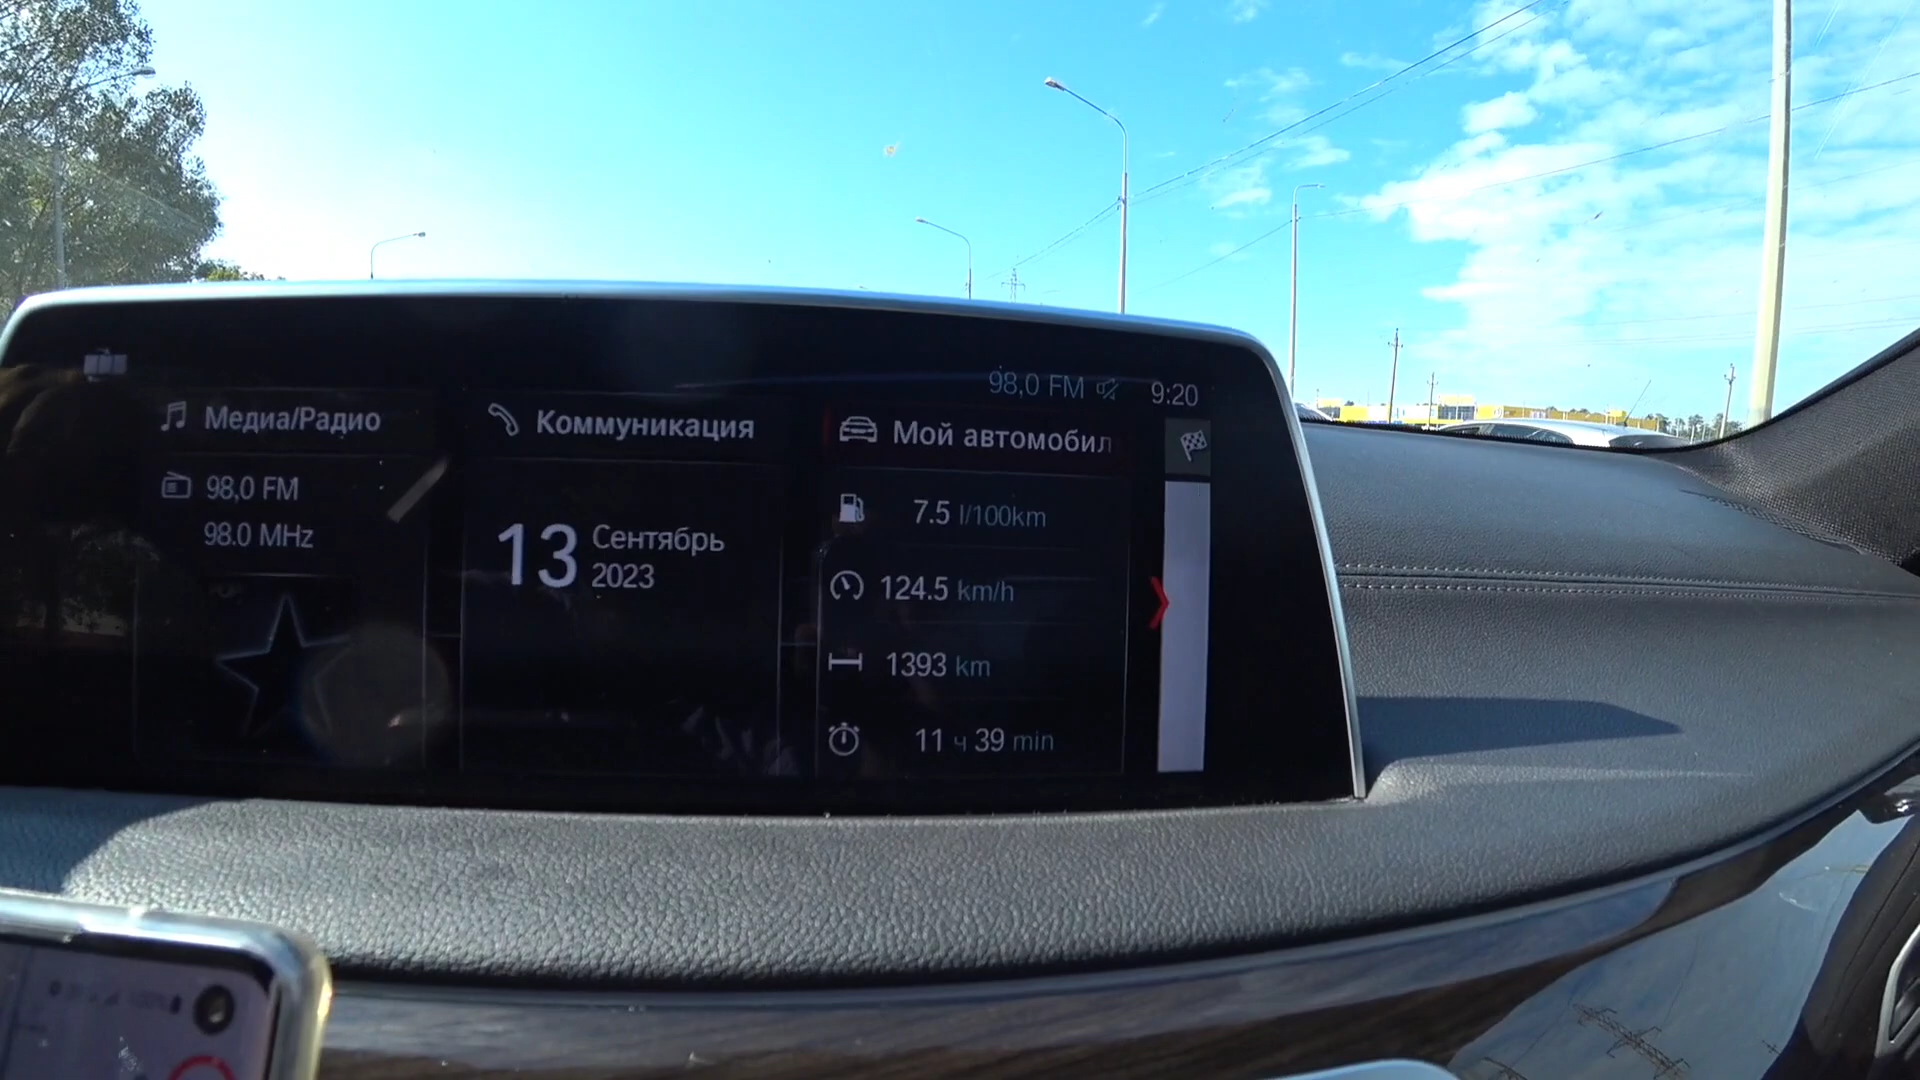 98,0 FM
9:20
Медиа/Радио
98,0 FM
98.0 MHz
Коммуникация
13
Сентябрь
2023
Мой автомобил
7.5 l/100km
124.5 km/h
1393 km
11 ч 39 min